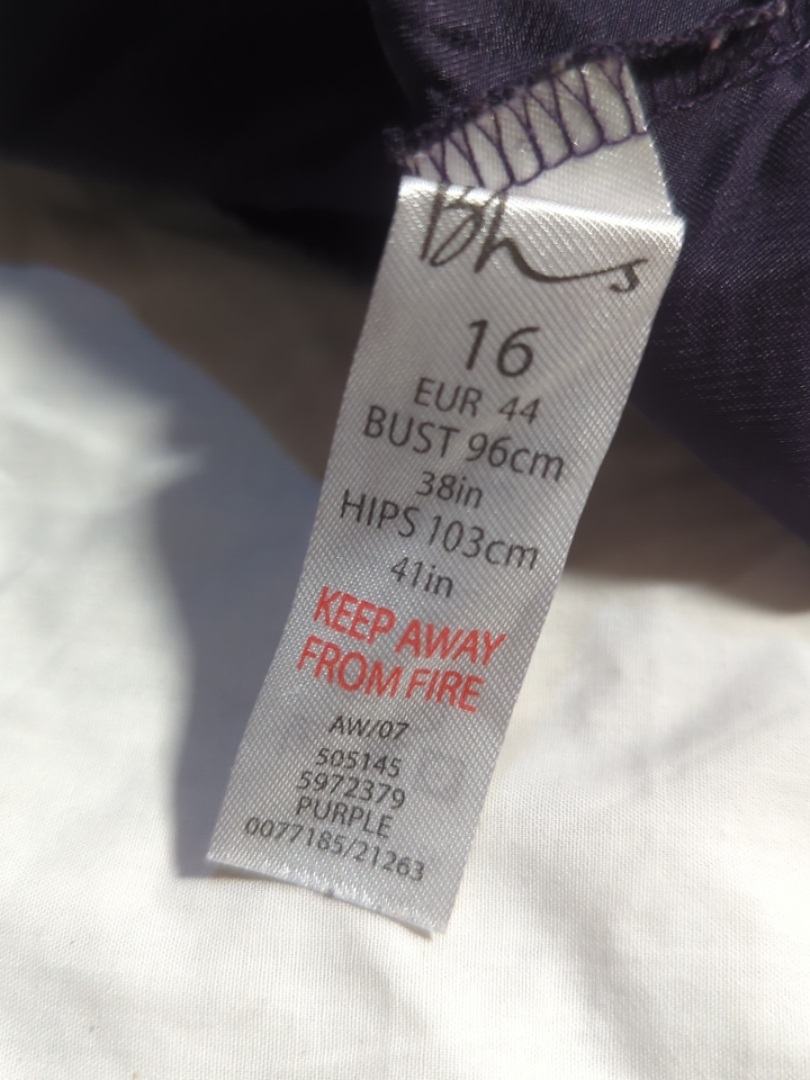 Bhs
16
EUR 44
BUST 96cm
38in
HIPS 103cm
41in
KEEP AWAY
FROM FIRE
AW/07
505145
5972379
PURPLE
0077185/21263